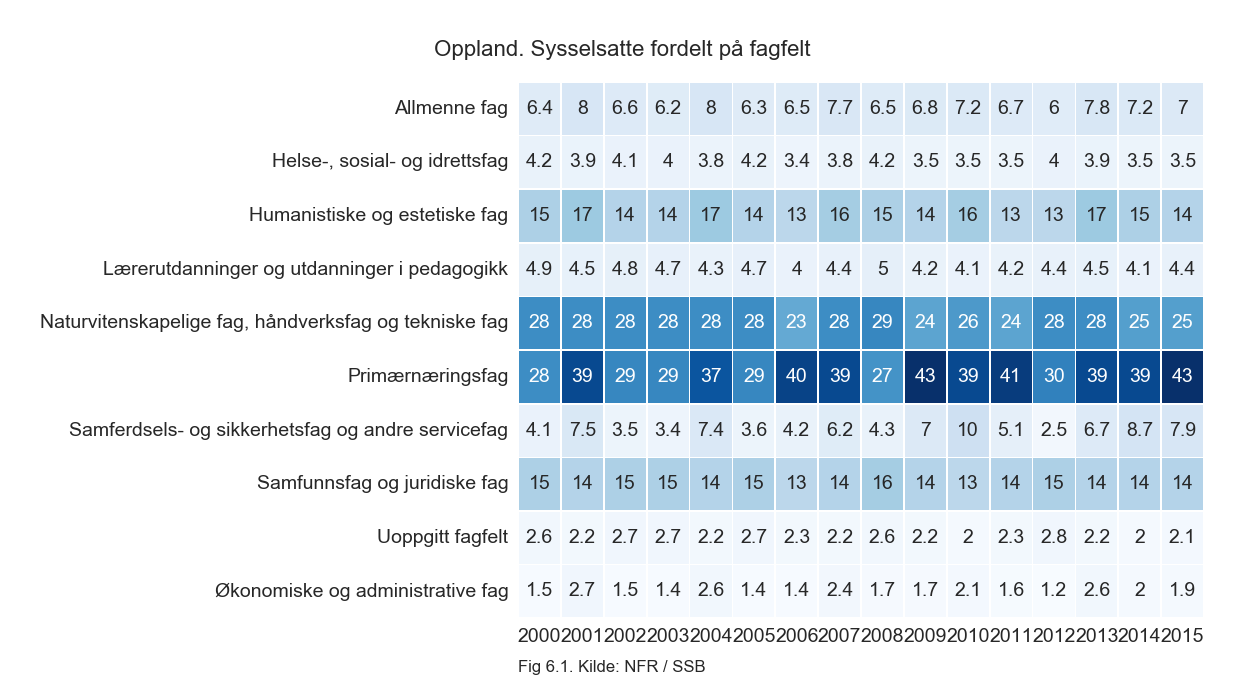 Oppland. Sysselsatte fordelt på fagfelt
Allmenne fag 6.4 8 6.6 6.2 8 6.3 6.5 7.7 6.5 6.8 7.2 6.7 6 7.8 7.2 7
Helse-, sosial- og idrettsfag 4.2 3.9 4.1 4 3.8 4.2 3.4 3.8 4.2 3.5 3.5 3.5 4 3.9 3.5 3.5
Humanistiske og estetiske fag 15 17 14 14 17 14 13 16 15 14 16 13 13 17 15 14
Lærerutdanninger og utdanninger i pedagogikk 4.9 4.5 4.8 4.7 4.3 4.7 4 4.4 5 4.2 4.1 4.2 4.4 4.5 4.1 4.4
Naturvitenskapelige fag, håndverksfag og tekniske fag 28 28 28 28 28 28 23 28 29 24 26 24 28 28 25 25
Primærnæringsfag 28 39 29 29 37 29 40 39 27 43 39 41 30 39 39 43
Samferdsels- og sikkerhetsfag og andre servicefag 4.1 7.5 3.5 3.4 7.4 3.6 4.2 6.2 4.3 7 10 5.1 2.5 6.7 8.7 7.9
Samfunnsfag og juridiske fag 15 14 15 15 14 15 13 14 16 14 13 14 15 14 14 14
Uoppgitt fagfelt 2.6 2.2 2.7 2.7 2.2 2.7 2.3 2.2 2.6 2.2 2 2.3 2.8 2.2 2 2.1
Økonomiske og administrative fag 1.5 2.7 1.5 1.4 2.6 1.4 1.4 2.4 1.7 1.7 2.1 1.6 1.2 2.6 2 1.9
2000 2001 2002 2003 2004 2005 2006 2007 2008 2009 2010 2011 2012 2013 2014 2015
Fig 6.1. Kilde: NFR / SSB